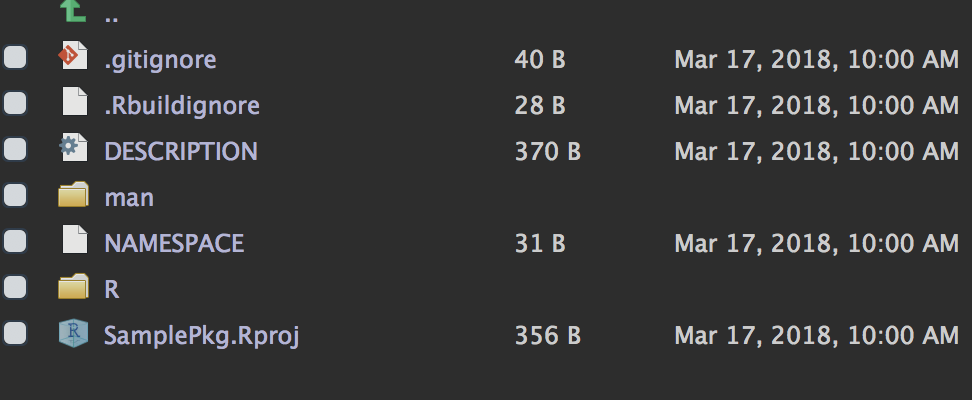 ..
.gitignore 40 B Mar 17, 2018, 10:00 AM
.Rbuildignore 28 B Mar 17, 2018, 10:00 AM
DESCRIPTION 370 B Mar 17, 2018, 10:00 AM
man
NAMESPACE 31 B Mar 17, 2018, 10:00 AM
R
R SamplePkg.Rproj 356 B Mar 17, 2018, 10:00 AM